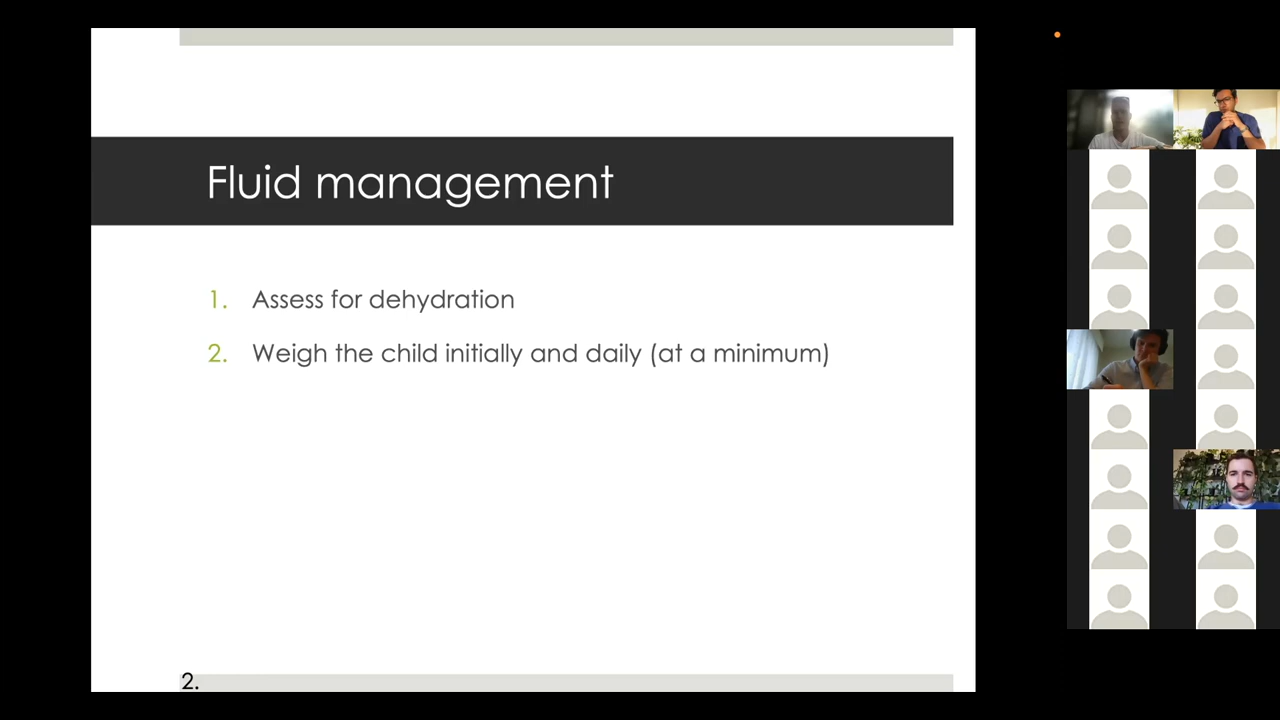 Fluid management
1. Assess for dehydration
2. Weigh the child initially and daily (at a minimum)
2.